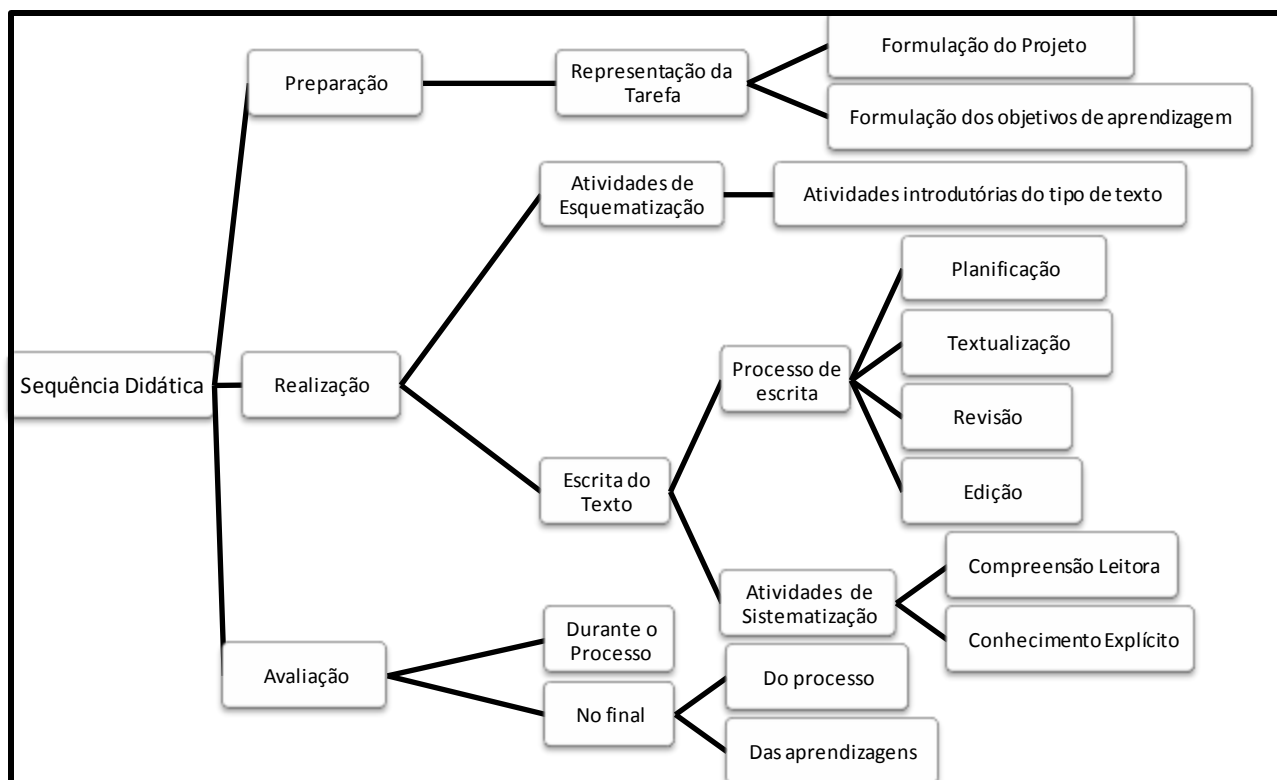 Sequência Didática
Preparação
Representação da
Tarefa
Formulação do Projeto
Formulação dos objetivos de aprendizagem
Realização
Atividades de
Esquematização
Atividades introdutórias do tipo de texto
Escrita do
Texto
Processo de
escrita
Planificação
Textualização
Revisão
Edição
Atividades de
Sistematização
Compreensão Leitora
Conhecimento Explícito
Avaliação
Durante o
Processo
No final
Do processo
Das aprendizagens